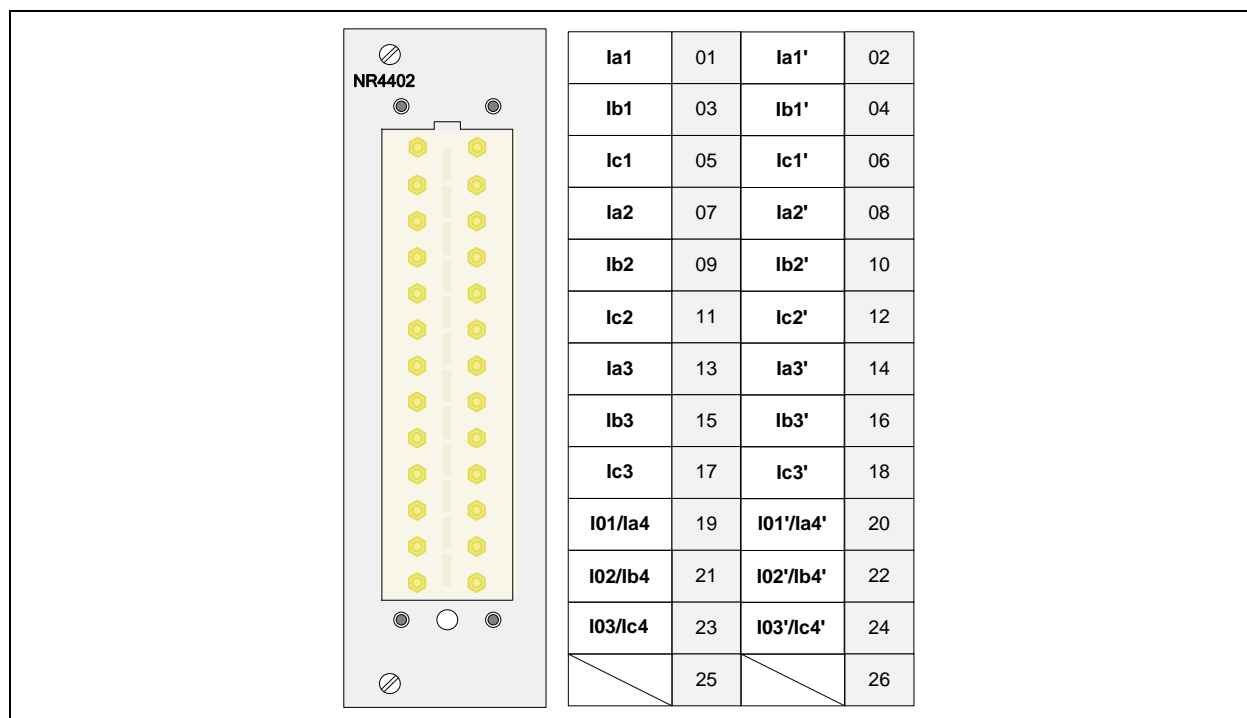 NR4402
Ia1 01 Ia1' 02
Ib1 03 Ib1' 04
Ic1 05 Ic1' 06
Ia2 07 Ia2' 08
Ib2 09 Ib2' 10
Ic2 11 Ic2' 12
Ia3 13 Ia3' 14
Ib3 15 Ib3' 16
Ic3 17 Ic3' 18
I01/Ia4 19 I01'/Ia4' 20
I02/Ib4 21 I02'/Ib4' 22
I03/Ic4 23 I03'/Ic4' 24
25 26